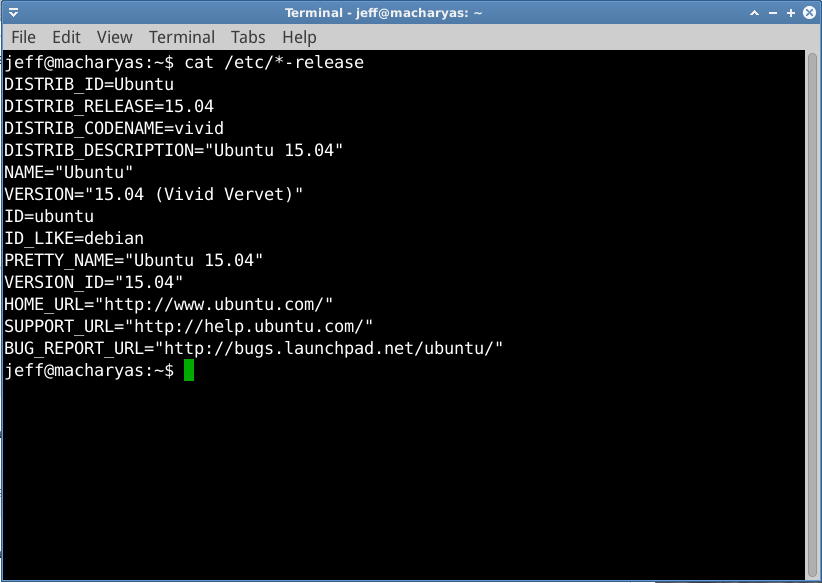 Terminal - jeff@macharyas: ~
File Edit View Terminal Tabs Help
jeff@macharyas:~$ cat /etc/*-release
DISTRIB_ID=Ubuntu
DISTRIB_RELEASE=15.04
DISTRIB_CODENAME=vivid
DISTRIB_DESCRIPTION="Ubuntu 15.04"
NAME="Ubuntu"
VERSION="15.04 (Vivid Vervet)"
ID=ubuntu
ID_LIKE=debian
PRETTY_NAME="Ubuntu 15.04"
VERSION_ID="15.04"
HOME_URL="http://www.ubuntu.com/"
SUPPORT_URL="http://help.ubuntu.com/"
BUG_REPORT_URL="http://bugs.launchpad.net/ubuntu/"
jeff@macharyas:~$